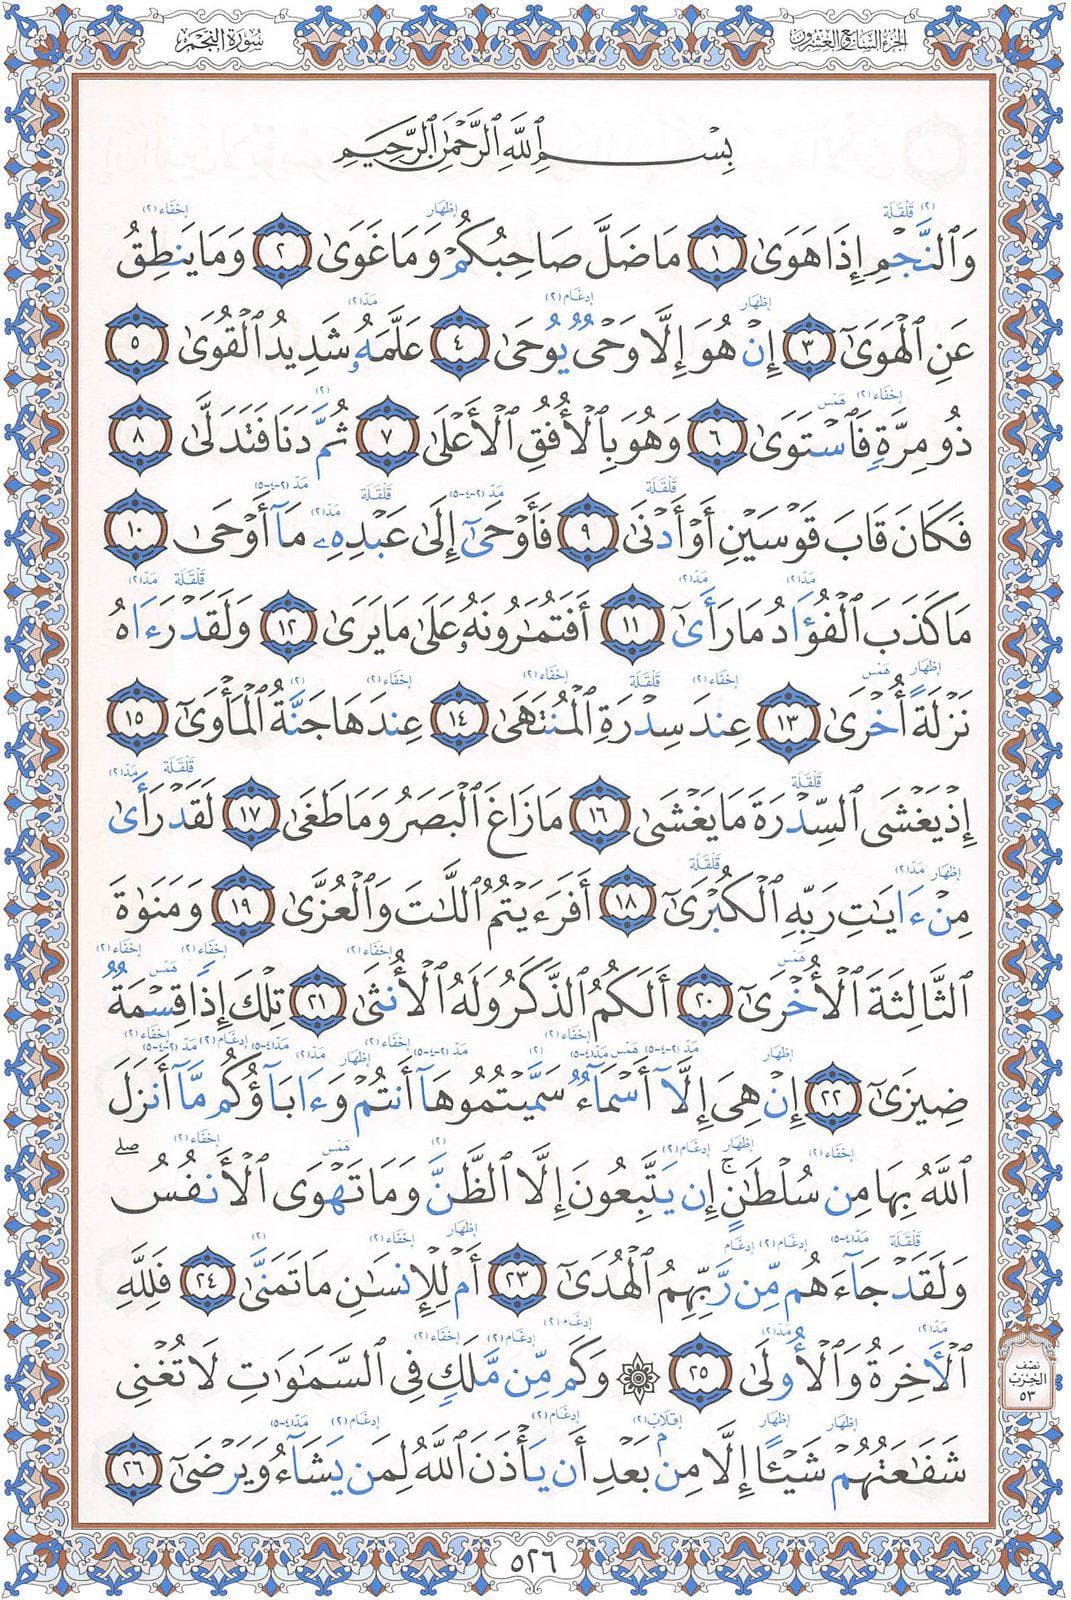 الجزء السابع والعشرون
سورة النجم
بِسْمِ ٱللَّهِ ٱلرَّحْمَٰنِ ٱلرَّحِيمِ
وَٱلنَّجْمِ إِذَا هَوَىٰ ١ مَا ضَلَّ صَاحِبُكُمْ وَمَا غَوَىٰ ٢ وَمَا يَنطِقُ
عَنِ ٱلْهَوَىٰٓ ٣ إِنْ هُوَ إِلَّا وَحْىٌ يُوحَىٰ ٤ عَلَّمَهُۥ شَدِيدُ ٱلْقُوَىٰ ٥
ذُو مِرَّةٍ فَٱسْتَوَىٰ ٦ وَهُوَ بِٱلْأُفُقِ ٱلْأَعْلَىٰ ٧ ثُمَّ دَنَا فَتَدَلَّىٰ ٨
فَكَانَ قَابَ قَوْسَيْنِ أَوْ أَدْنَىٰ ٩ فَأَوْحَىٰٓ إِلَىٰ عَبْدِهِۦ مَآ أَوْحَىٰ ١٠
مَا كَذَبَ ٱلْفُؤَادُ مَا رَأَىٰٓ ١١ أَفَتُمَٰرُونَهُۥ عَلَىٰ مَا يَرَىٰ ١٢ وَلَقَدْ رَءَاهُ
نَزْلَةً أُخْرَىٰ ١٣ عِندَ سِدْرَةِ ٱلْمُنتَهَىٰ ١٤ عِندَهَا جَنَّةُ ٱلْمَأْوَىٰٓ ١٥
إِذْ يَغْشَى ٱلسِّدْرَةَ مَا يَغْشَىٰ ١٦ مَا زَاغَ ٱلْبَصَرُ وَمَا طَغَىٰ ١٧ لَقَدْ رَأَىٰ
مِنْ ءَايَٰتِ رَبِّهِ ٱلْكُبْرَىٰٓ ١٨ أَفَرَءَيْتُمُ ٱللَّٰتَ وَٱلْعُزَّىٰ ١٩ وَمَنَوٰةَ
ٱلثَّالِثَةَ ٱلْأُخْرَىٰٓ ٢٠ أَلَكُمُ ٱلذَّكَرُ وَلَهُ ٱلْأُنثَىٰ ٢١ تِلْكَ إِذًا قِسْمَةٌ
ضِيزَىٰٓ ٢٢ إِنْ هِىَ إِلَّآ أَسْمَآءٌ سَمَّيْتُمُوهَآ أَنتُمْ وَءَابَآؤُكُم مَّآ أَنزَلَ
ٱللَّهُ بِهَا مِن سُلْطَٰنٍ ۚ إِن يَتَّبِعُونَ إِلَّا ٱلظَّنَّ وَمَا تَهْوَى ٱلْأَنفُسُ ۖ
وَلَقَدْ جَآءَهُم مِّن رَّبِّهِمُ ٱلْهُدَىٰٓ ٢٣ أَمْ لِلْإِنسَٰنِ مَا تَمَنَّىٰ ٢٤ فَلِلَّهِ
ٱلْءَاخِرَةُ وَٱلْأُولَىٰ ٢٥ ۞ وَكَم مِّن مَّلَكٍ فِى ٱلسَّمَٰوَٰتِ لَا تُغْنِى
نصف
الحزب
٥٣
شَفَٰعَتُهُمْ شَيْـًٔا إِلَّا مِنۢ بَعْدِ أَن يَأْذَنَ ٱللَّهُ لِمَن يَشَآءُ وَيَرْضَىٰٓ ٢٦
٥٢٦